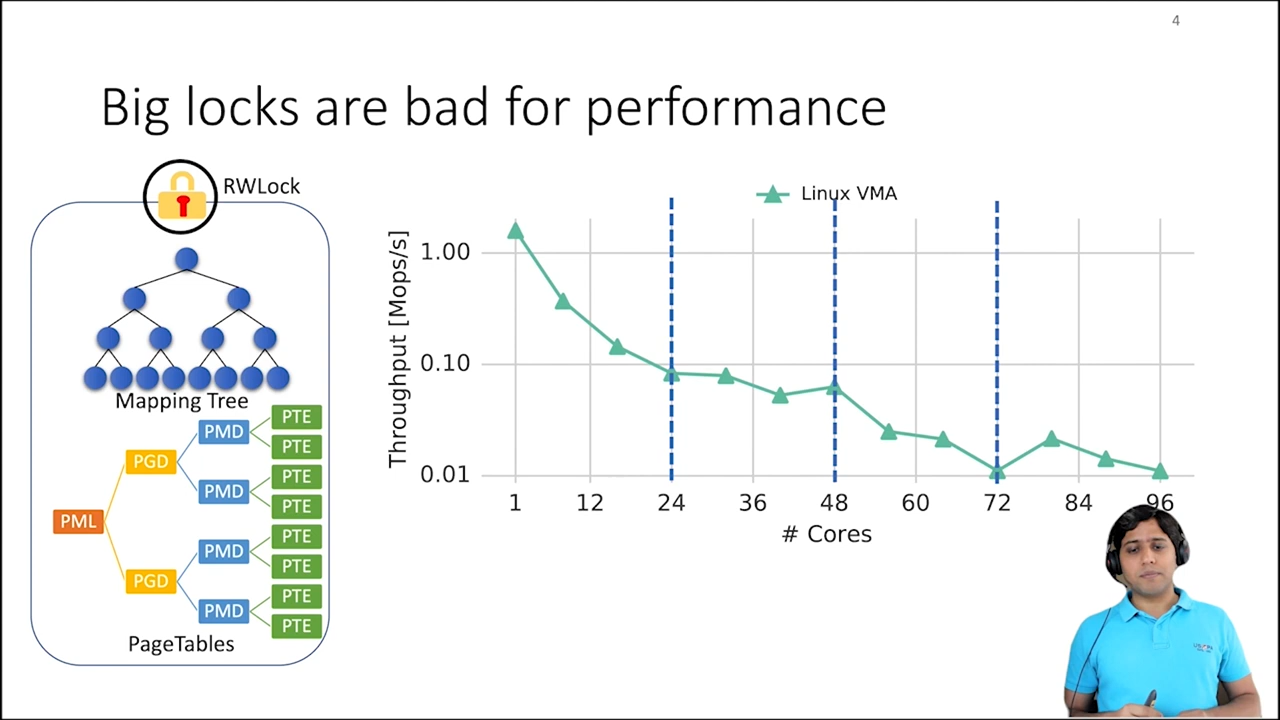 4
Big locks are bad for performance
RWLock
Mapping Tree
PML
PGD
PGD
PMD
PMD
PMD
PMD
PTE
PTE
PTE
PTE
PTE
PTE
PTE
PTE
PageTables
Linux VMA
Throughput [Mops/s]
1.00
0.10
0.01
1 12 24 36 48 60 72 84 96
# Cores